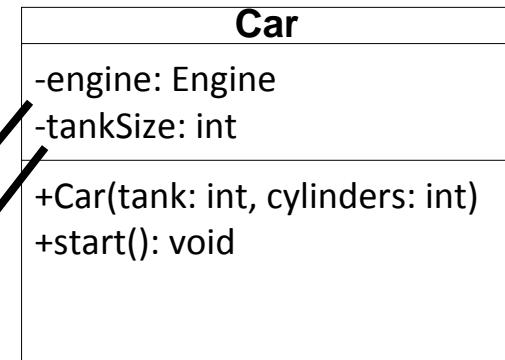 Car
-engine: Engine
-tankSize: int
+Car(tank: int, cylinders: int)
+start(): void